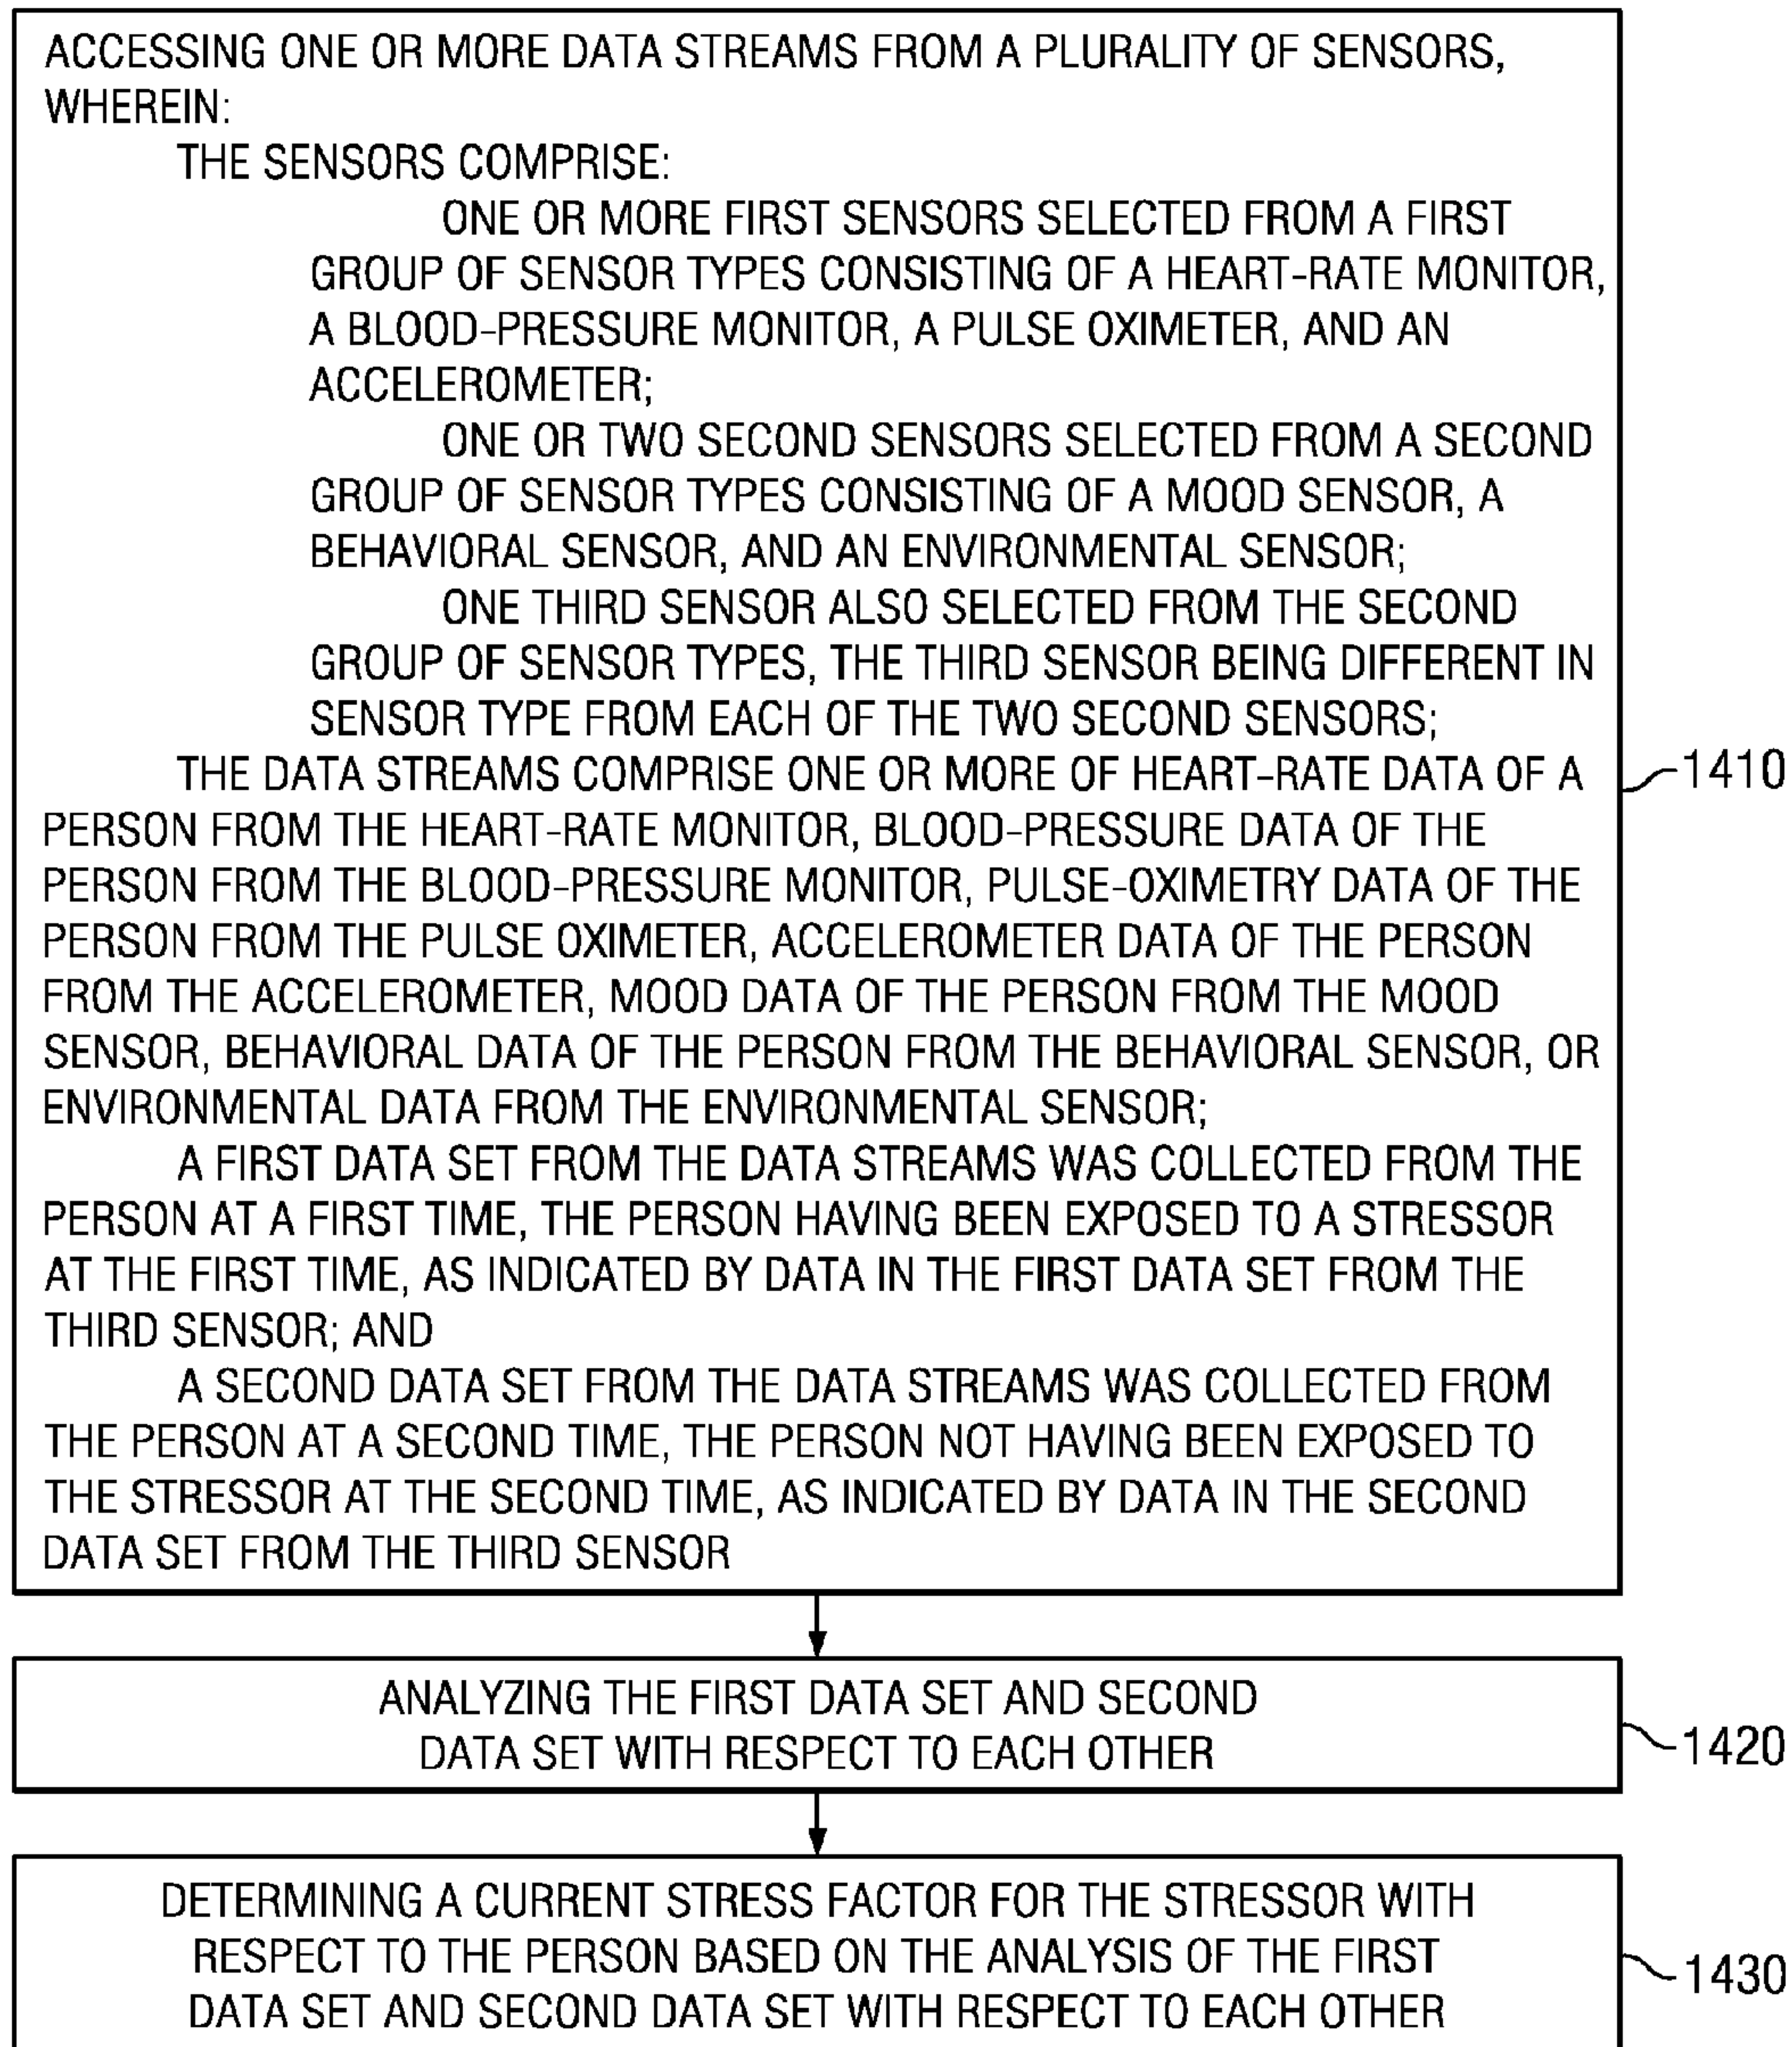 ACCESSING ONE OR MORE DATA STREAMS FROM A PLURALITY OF SENSORS,
WHEREIN:
THE SENSORS COMPRISE:
ONE OR MORE FIRST SENSORS SELECTED FROM A FIRST
GROUP OF SENSOR TYPES CONSISTING OF A HEART-RATE MONITOR,
A BLOOD-PRESSURE MONITOR, A PULSE OXIMETER, AND AN
ACCELEROMETER;
ONE OR TWO SECOND SENSORS SELECTED FROM A SECOND
GROUP OF SENSOR TYPES CONSISTING OF A MOOD SENSOR, A
BEHAVIORAL SENSOR, AND AN ENVIRONMENTAL SENSOR;
ONE THIRD SENSOR ALSO SELECTED FROM THE SECOND
GROUP OF SENSOR TYPES, THE THIRD SENSOR BEING DIFFERENT IN
SENSOR TYPE FROM EACH OF THE TWO SECOND SENSORS;
THE DATA STREAMS COMPRISE ONE OR MORE OF HEART-RATE DATA OF A
PERSON FROM THE HEART-RATE MONITOR, BLOOD-PRESSURE DATA OF THE
PERSON FROM THE BLOOD-PRESSURE MONITOR, PULSE-OXIMETRY DATA OF THE
PERSON FROM THE PULSE OXIMETER, ACCELEROMETER DATA OF THE PERSON
FROM THE ACCELEROMETER, MOOD DATA OF THE PERSON FROM THE MOOD
SENSOR, BEHAVIORAL DATA OF THE PERSON FROM THE BEHAVIORAL SENSOR, OR
ENVIRONMENTAL DATA FROM THE ENVIRONMENTAL SENSOR;
A FIRST DATA SET FROM THE DATA STREAMS WAS COLLECTED FROM THE
PERSON AT A FIRST TIME, THE PERSON HAVING BEEN EXPOSED TO A STRESSOR
AT THE FIRST TIME, AS INDICATED BY DATA IN THE FIRST DATA SET FROM THE
THIRD SENSOR; AND
A SECOND DATA SET FROM THE DATA STREAMS WAS COLLECTED FROM
THE PERSON AT A SECOND TIME, THE PERSON NOT HAVING BEEN EXPOSED TO
THE STRESSOR AT THE SECOND TIME, AS INDICATED BY DATA IN THE SECOND
DATA SET FROM THE THIRD SENSOR
1410
ANALYZING THE FIRST DATA SET AND SECOND
DATA SET WITH RESPECT TO EACH OTHER
1420
DETERMINING A CURRENT STRESS FACTOR FOR THE STRESSOR WITH
RESPECT TO THE PERSON BASED ON THE ANALYSIS OF THE FIRST
DATA SET AND SECOND DATA SET WITH RESPECT TO EACH OTHER
1430